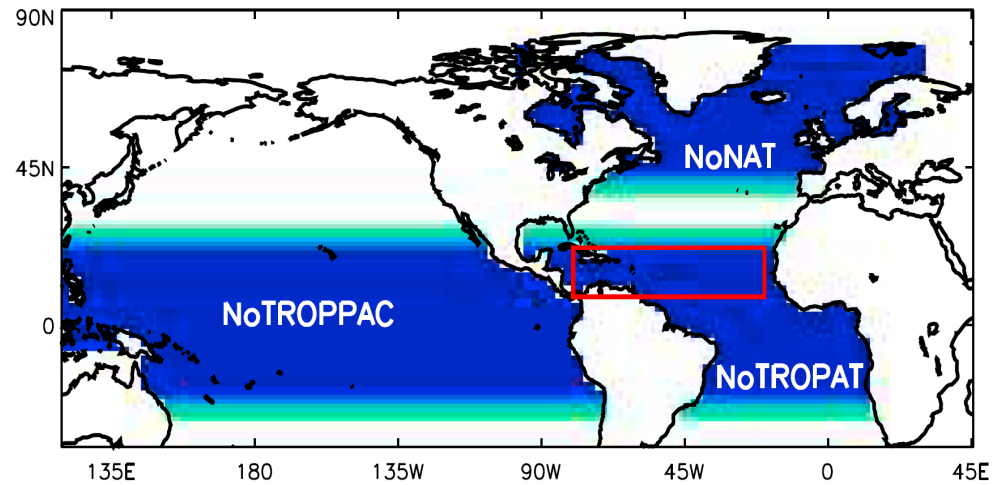 90N
NoNAT
45N
NoTROPPAC
0
NoTROPAT
135E 180 135W 90W 45W 0 45E